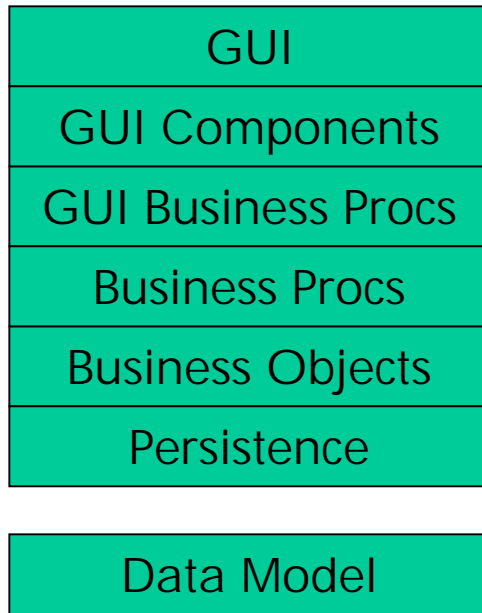 GUI
GUI Components
GUI Business Procs
Business Procs
Business Objects
Persistence
Data Model